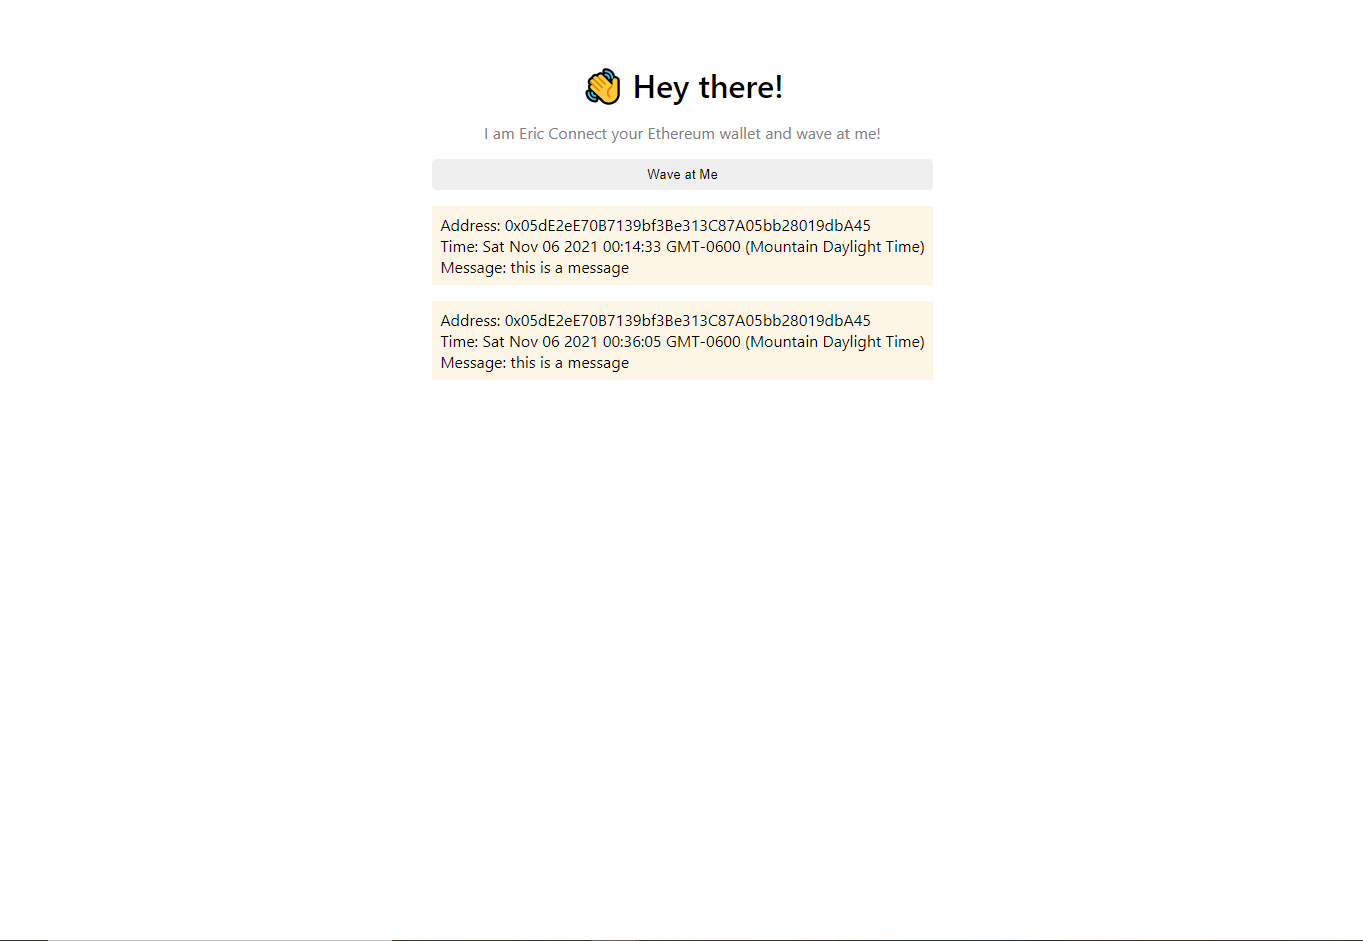 👋 Hey there!
I am Eric Connect your Ethereum wallet and wave at me!
Wave at Me
Address: 0x05dE2eE70B7139bf3Be313C87A05bb28019dbA45
Time: Sat Nov 06 2021 00:14:33 GMT-0600 (Mountain Daylight Time)
Message: this is a message
Address: 0x05dE2eE70B7139bf3Be313C87A05bb28019dbA45
Time: Sat Nov 06 2021 00:36:05 GMT-0600 (Mountain Daylight Time)
Message: this is a message